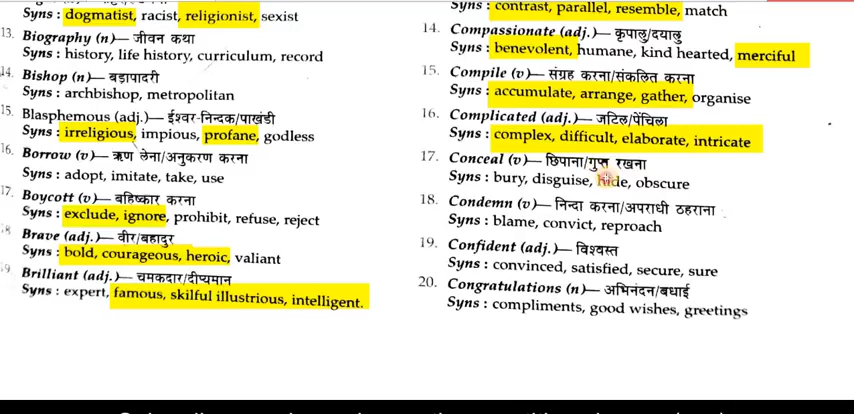 Syns : dogmatist, racist, religionist, sexist
13. Biography (n)— जीवन कथा
Syns : history, life history, curriculum, record
14. Bishop (n)— बड़ापादरी
Syns : archbishop, metropolitan
15. Blasphemous (adj.)— ईश्वर-निन्दक/पाखंडी
Syns : irreligious, impious, profane, godless
16. Borrow (v)— ऋण लेना/अनुकरण करना
Syns : adopt, imitate, take, use
17. Boycott (v)— बहिष्कार करना
Syns : exclude, ignore, prohibit, refuse, reject
Brave (adj.)— वीर/बहादुर
Syns : bold, courageous, heroic, valiant
Brilliant (adj.)— चमकदार/दीप्यमान
Syns : expert, famous, skilful illustrious, intelligent.
Syns : contrast, parallel, resemble, match
14. Compassionate (adj.)— कृपालु/दयालु
Syns : benevolent, humane, kind hearted, merciful
15. Compile (v)— संग्रह करना/संकलित करना
Syns : accumulate, arrange, gather, organise
16. Complicated (adj.)— जटिल/पेंचिला
Syns : complex, difficult, elaborate, intricate
17. Conceal (v)— छिपाना/गुप्त रखना
Syns : bury, disguise, hide, obscure
18. Condemn (v)— निन्दा करना/अपराधी ठहराना
Syns : blame, convict, reproach
19. Confident (adj.)— विश्वस्त
Syns : convinced, satisfied, secure, sure
20. Congratulations (n)— अभिनंदन/बधाई
Syns : compliments, good wishes, greetings